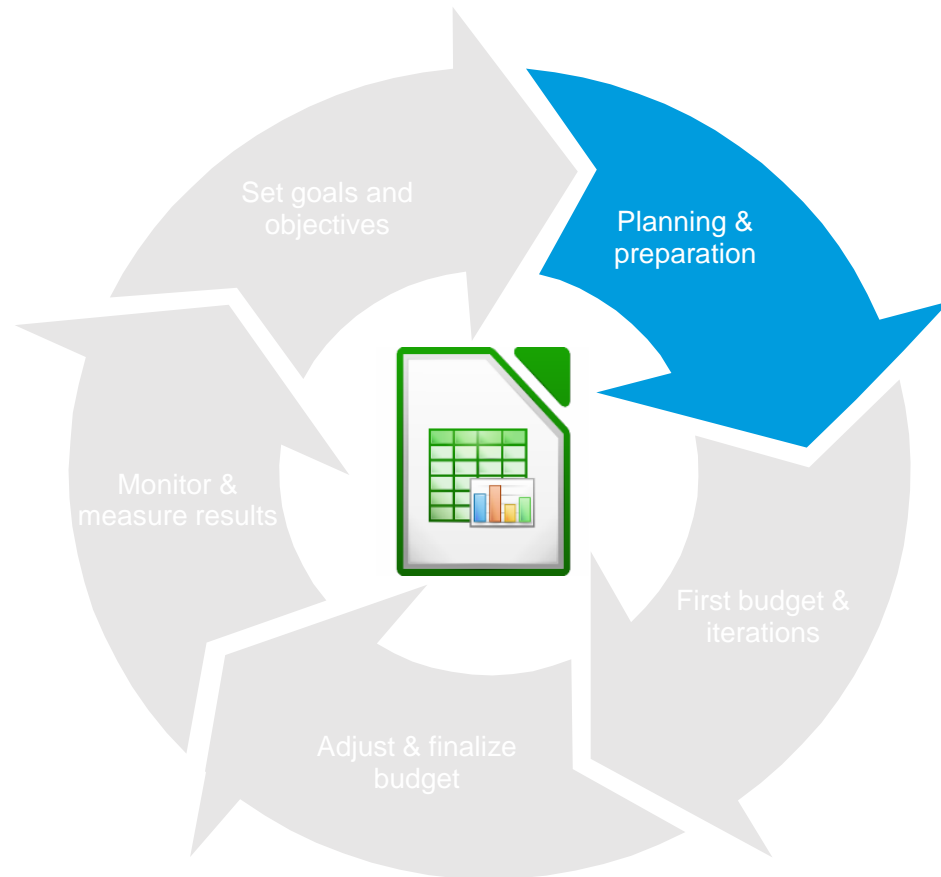 Set goals and
objectives
Planning &
preparation
First budget &
iterations
Adjust & finalize
budget
Monitor &
measure results